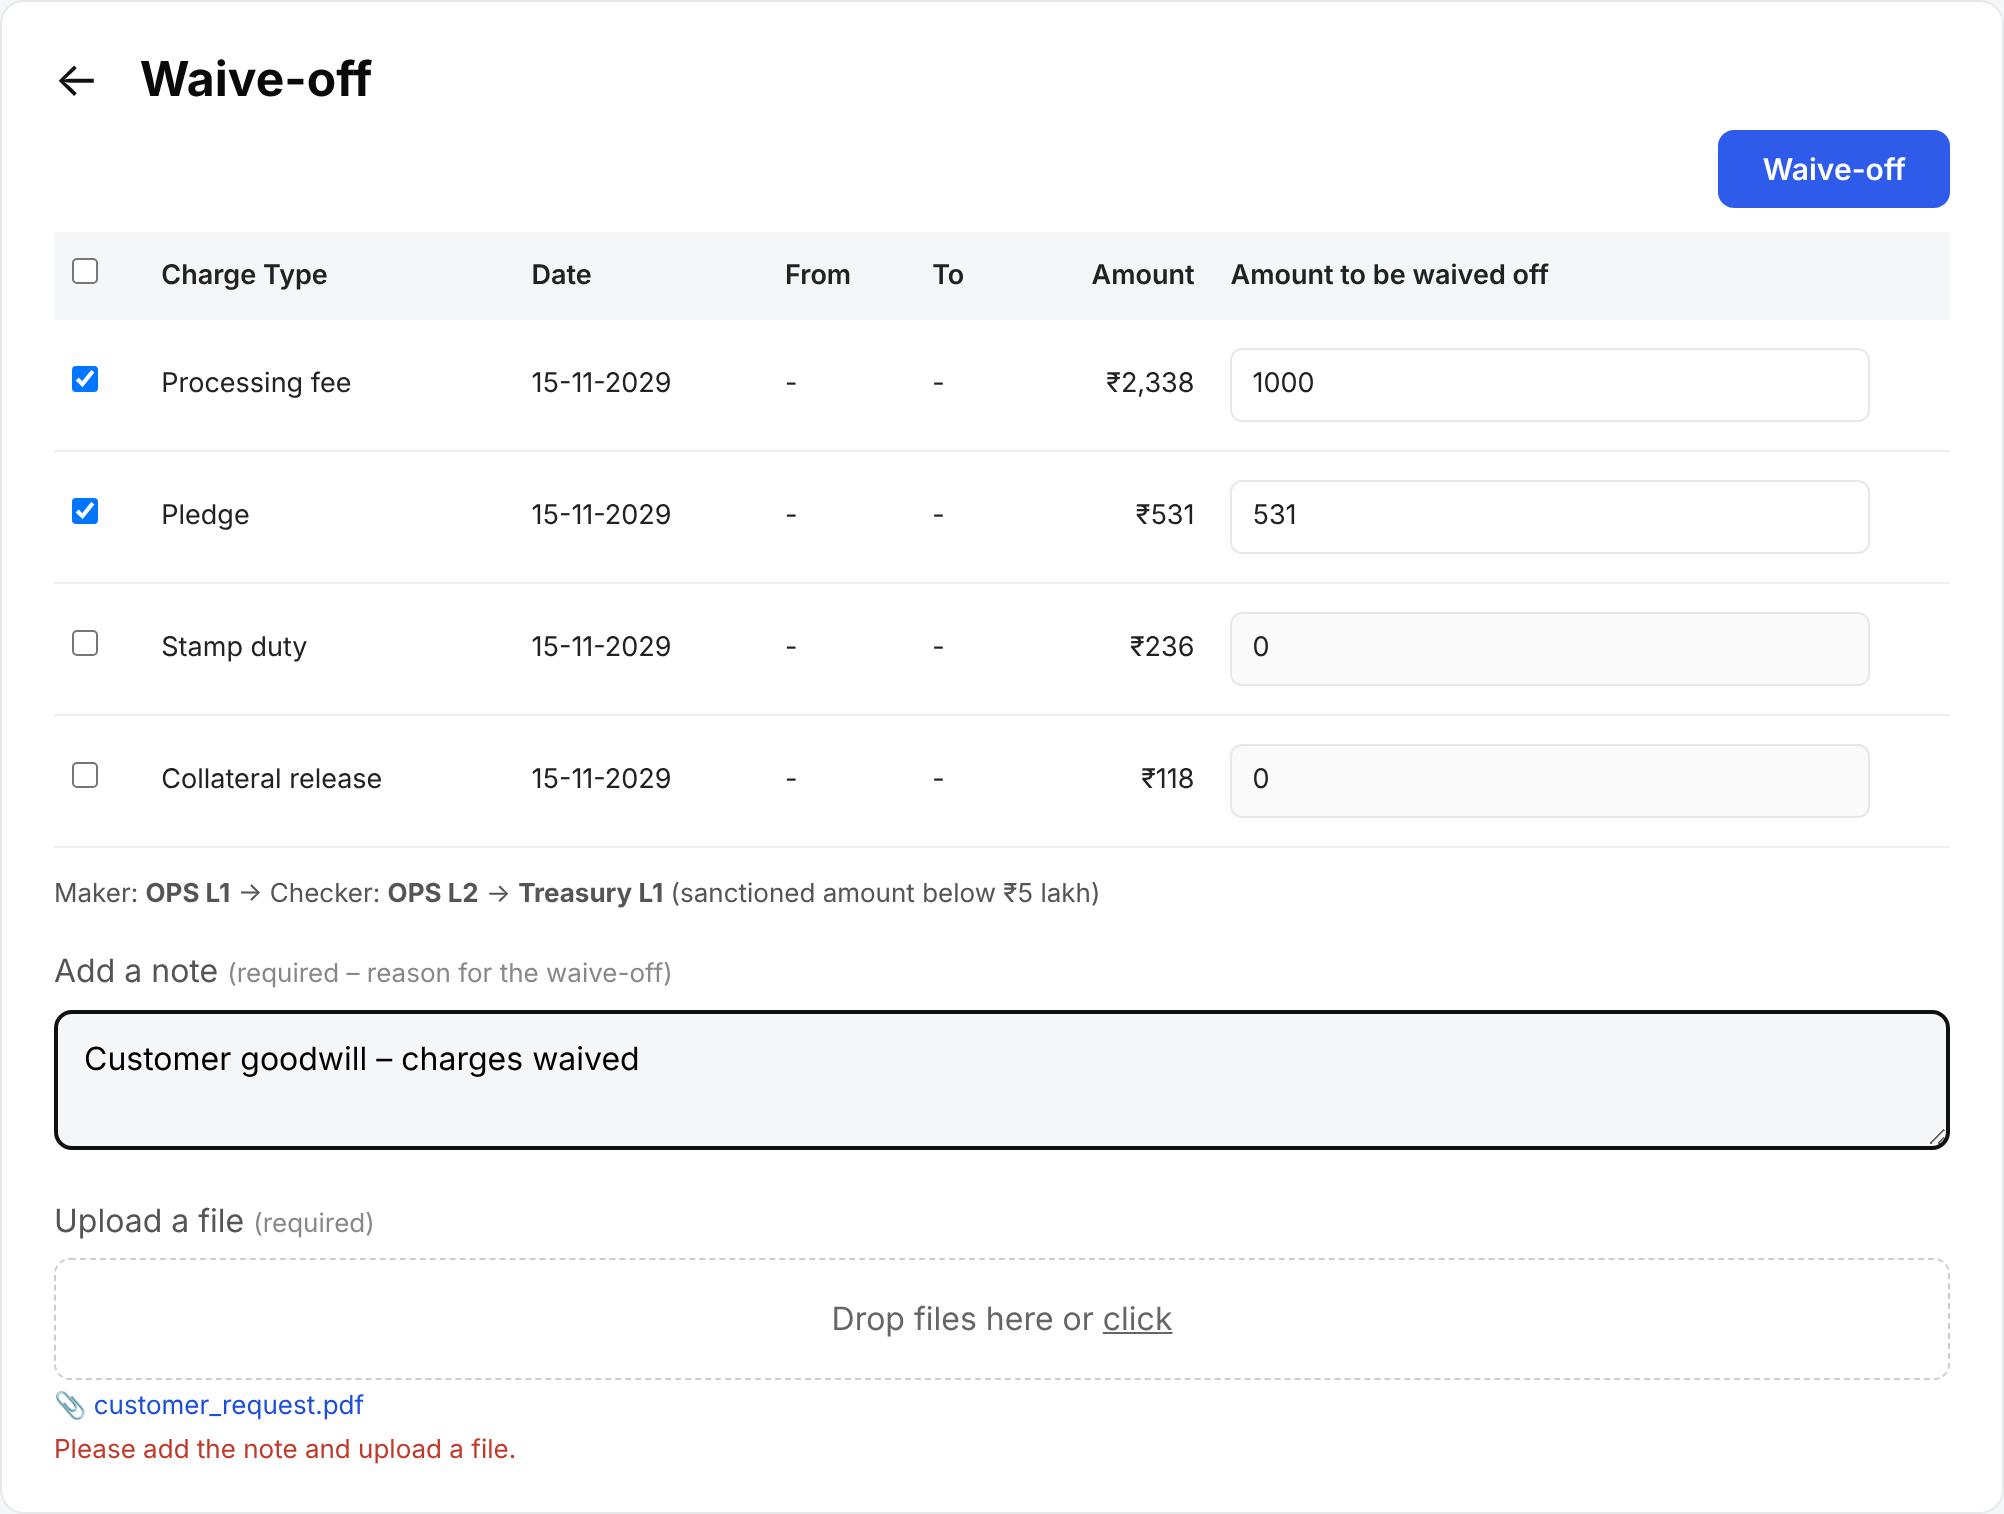 Waive-off
Waive-off
Charge Type Date From To Amount Amount to be waived off
Processing fee 15-11-2029 - - ₹2,338 1000
Pledge 15-11-2029 - - ₹531 531
Stamp duty 15-11-2029 - - ₹236 0
Collateral release 15-11-2029 - - ₹118 0
Maker: OPS L1 → Checker: OPS L2 → Treasury L1 (sanctioned amount below ₹5 lakh)
Add a note (required – reason for the waive-off)
Customer goodwill – charges waived
Upload a file (required)
Drop files here or click
customer_request.pdf
Please add the note and upload a file.